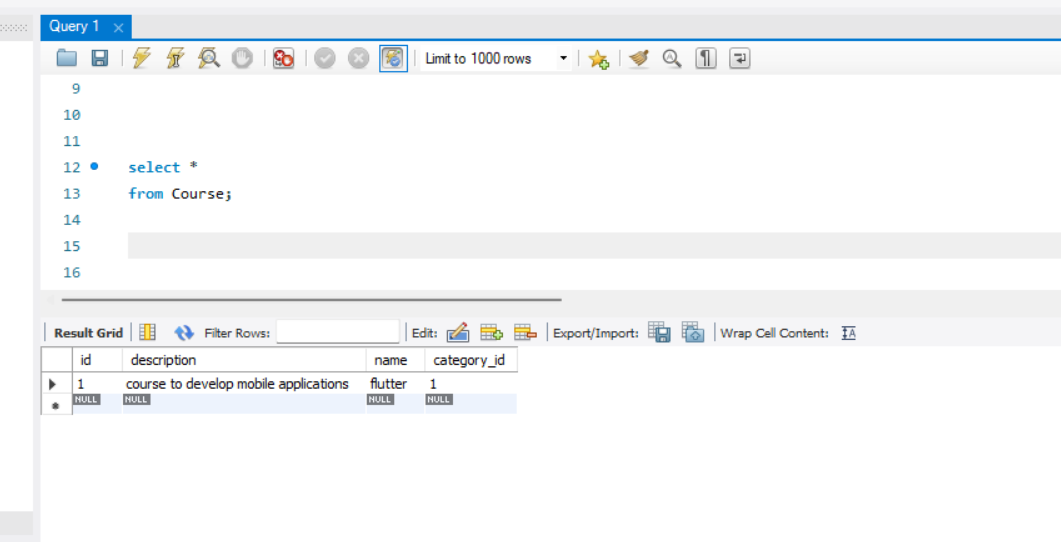 Query 1
Limit to 1000 rows
9
10
11
12 select *
13 from Course;
14
15
16
Result Grid Filter Rows: Edit: Export/Import: Wrap Cell Content:
id description name category_id
1 course to develop mobile applications flutter 1
NULL NULL NULL NULL